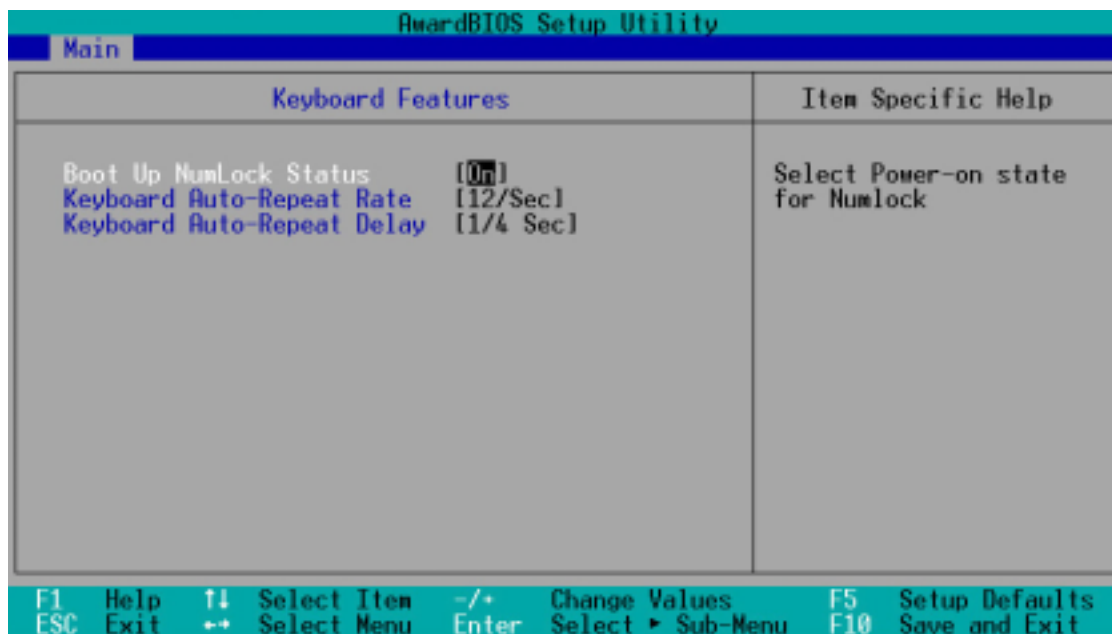 AwardBIOS Setup Utility
Main
Keyboard Features
Item Specific Help
Boot Up NumLock Status [On]
Keyboard Auto-Repeat Rate [12/Sec]
Keyboard Auto-Repeat Delay [1/4 Sec]
Select Power-on state
for Numlock
F1 Help ↑↓ Select Item -/+ Change Values F5 Setup Defaults
ESC Exit ←→ Select Menu Enter Select ► Sub-Menu F10 Save and Exit